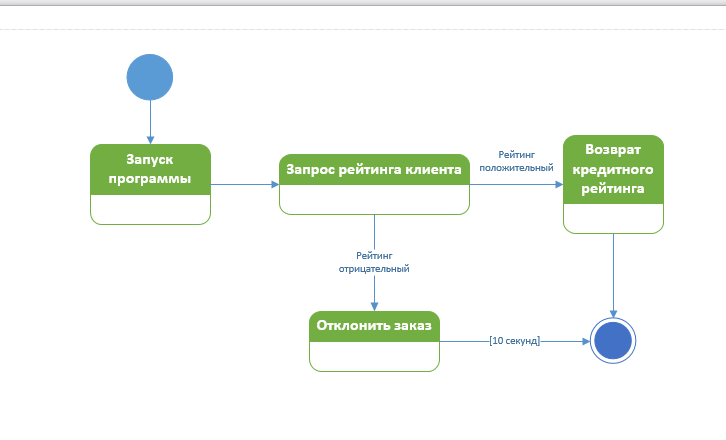 Запуск
программы
Запрос рейтинга клиента
Рейтинг
положительный
Возврат
кредитного
рейтинга
Рейтинг
отрицательный
Отклонить заказ
[10 секунд]